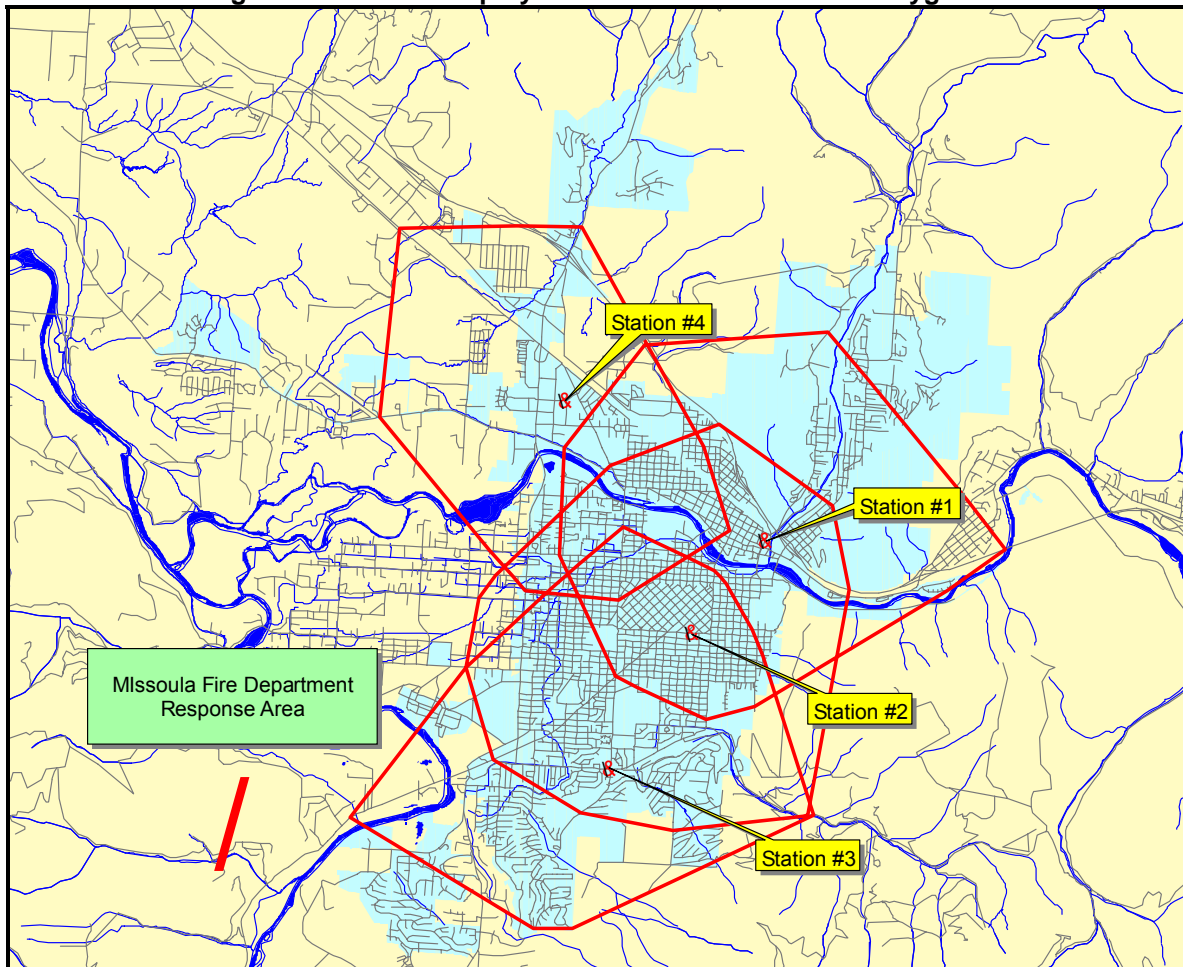 Station #4
Station #1
MIssoula Fire Department
Response Area
Station #2
Station #3